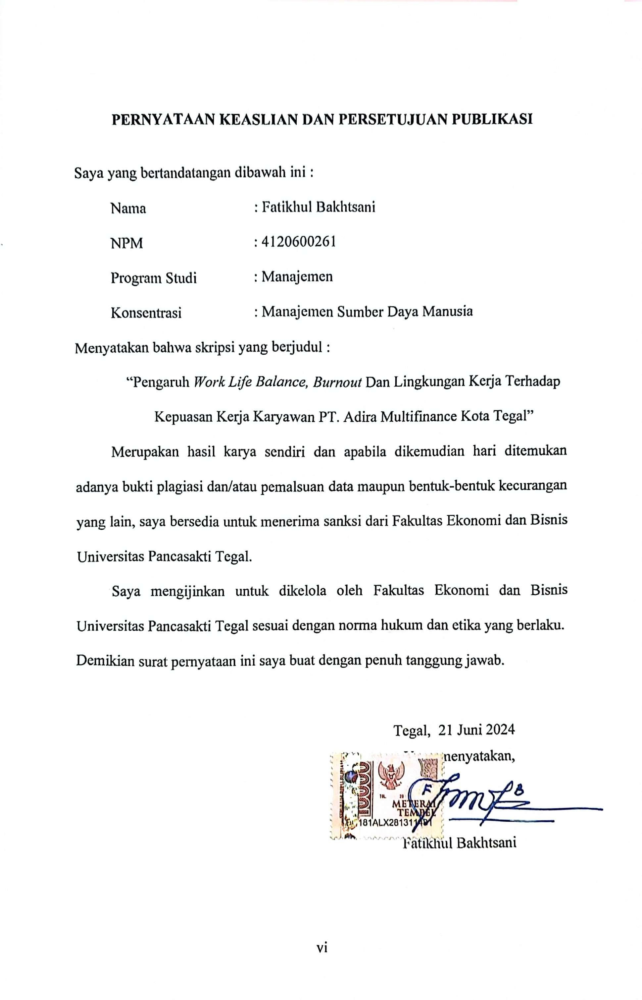 PERNYATAAN KEASLIAN DAN PERSETUJUAN PUBLIKASI
Saya yang bertandatangan dibawah ini :
Nama : Fatikhul Bakhtsani
NPM : 4120600261
Program Studi : Manajemen
Konsentrasi : Manajemen Sumber Daya Manusia
Menyatakan bahwa skripsi yang berjudul :
“Pengaruh Work Life Balance, Burnout Dan Lingkungan Kerja Terhadap
Kepuasan Kerja Karyawan PT. Adira Multifinance Kota Tegal”
Merupakan hasil karya sendiri dan apabila dikemudian hari ditemukan
adanya bukti plagiasi dan/atau pemalsuan data maupun bentuk-bentuk kecurangan
yang lain, saya bersedia untuk menerima sanksi dari Fakultas Ekonomi dan Bisnis
Universitas Pancasakti Tegal.
Saya mengijinkan untuk dikelola oleh Fakultas Ekonomi dan Bisnis
Universitas Pancasakti Tegal sesuai dengan norma hukum dan etika yang berlaku.
Demikian surat pernyataan ini saya buat dengan penuh tanggung jawab.
Tegal, 21 Juni 2024
menyatakan,
10000
TGL. 20
METERAI
TEMPEL
Fatikhul Bakhtsani
vi